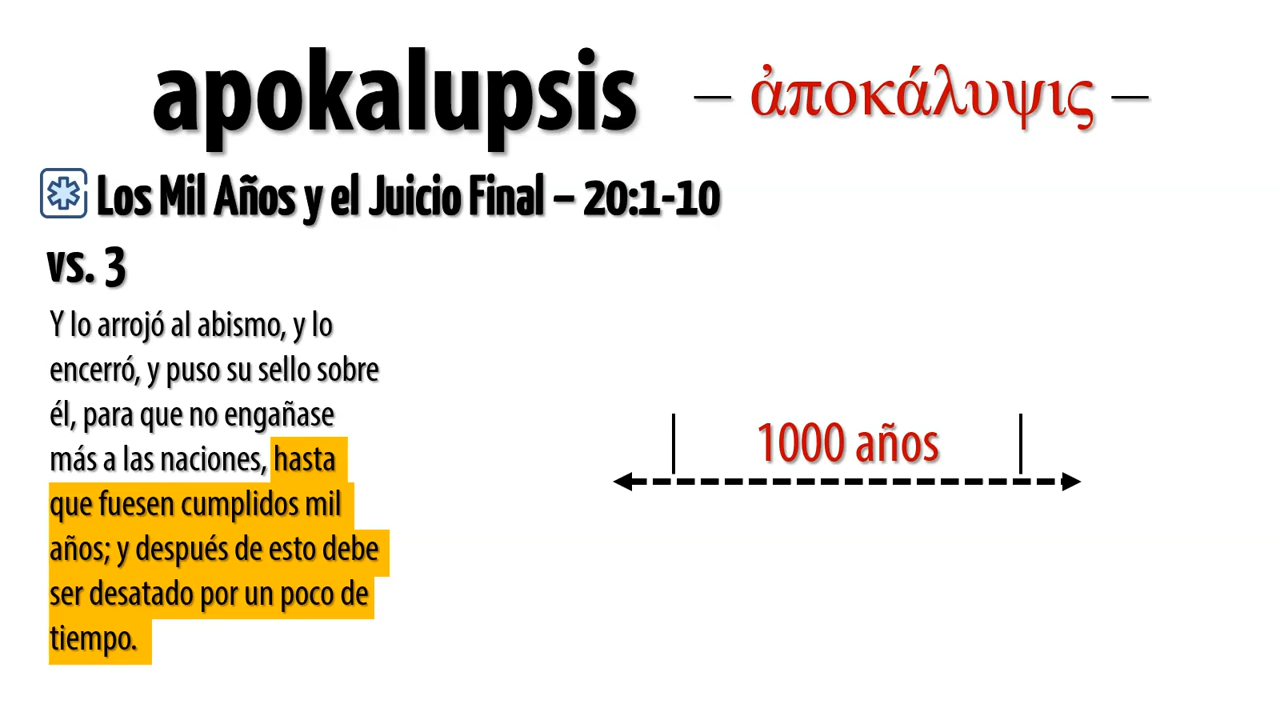 apokalupsis – ἀποκάλυψις –
Los Mil Años y el Juicio Final – 20:1-10
vs. 3
Y lo arrojó al abismo, y lo
encerró, y puso su sello sobre
él, para que no engañase
más a las naciones, hasta
que fuesen cumplidos mil
años; y después de esto debe
ser desatado por un poco de
tiempo.
1000 años